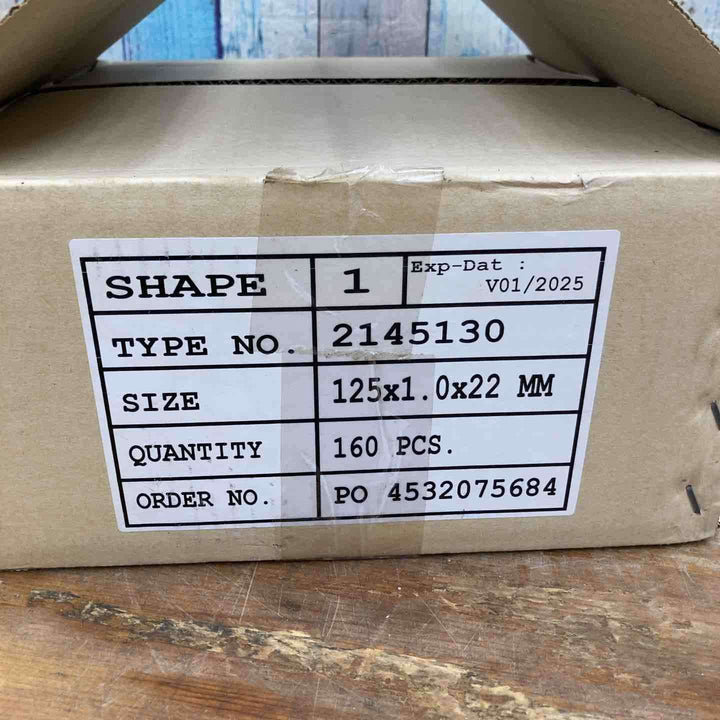 SHAPE 1 Exp-Dat :
V01/2025
TYPE NO. 2145130
SIZE 125x1.0x22 MM
QUANTITY 160 PCS.
ORDER NO. PO 4532075684